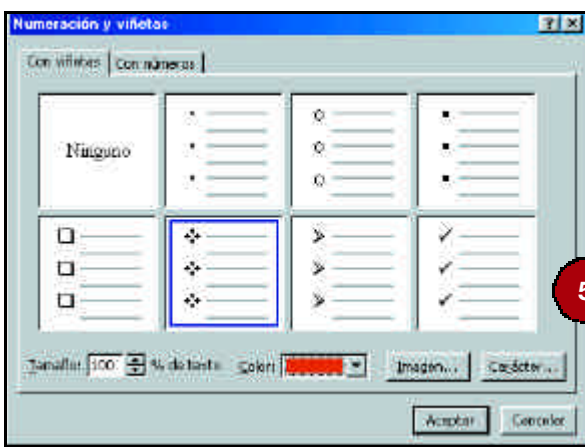 Numeración y viñetas
Con viñetas Con números
Ninguno
5
Tamaño: 100 % de texto Color: Imagen... Carácter...
Aceptar Cancelar